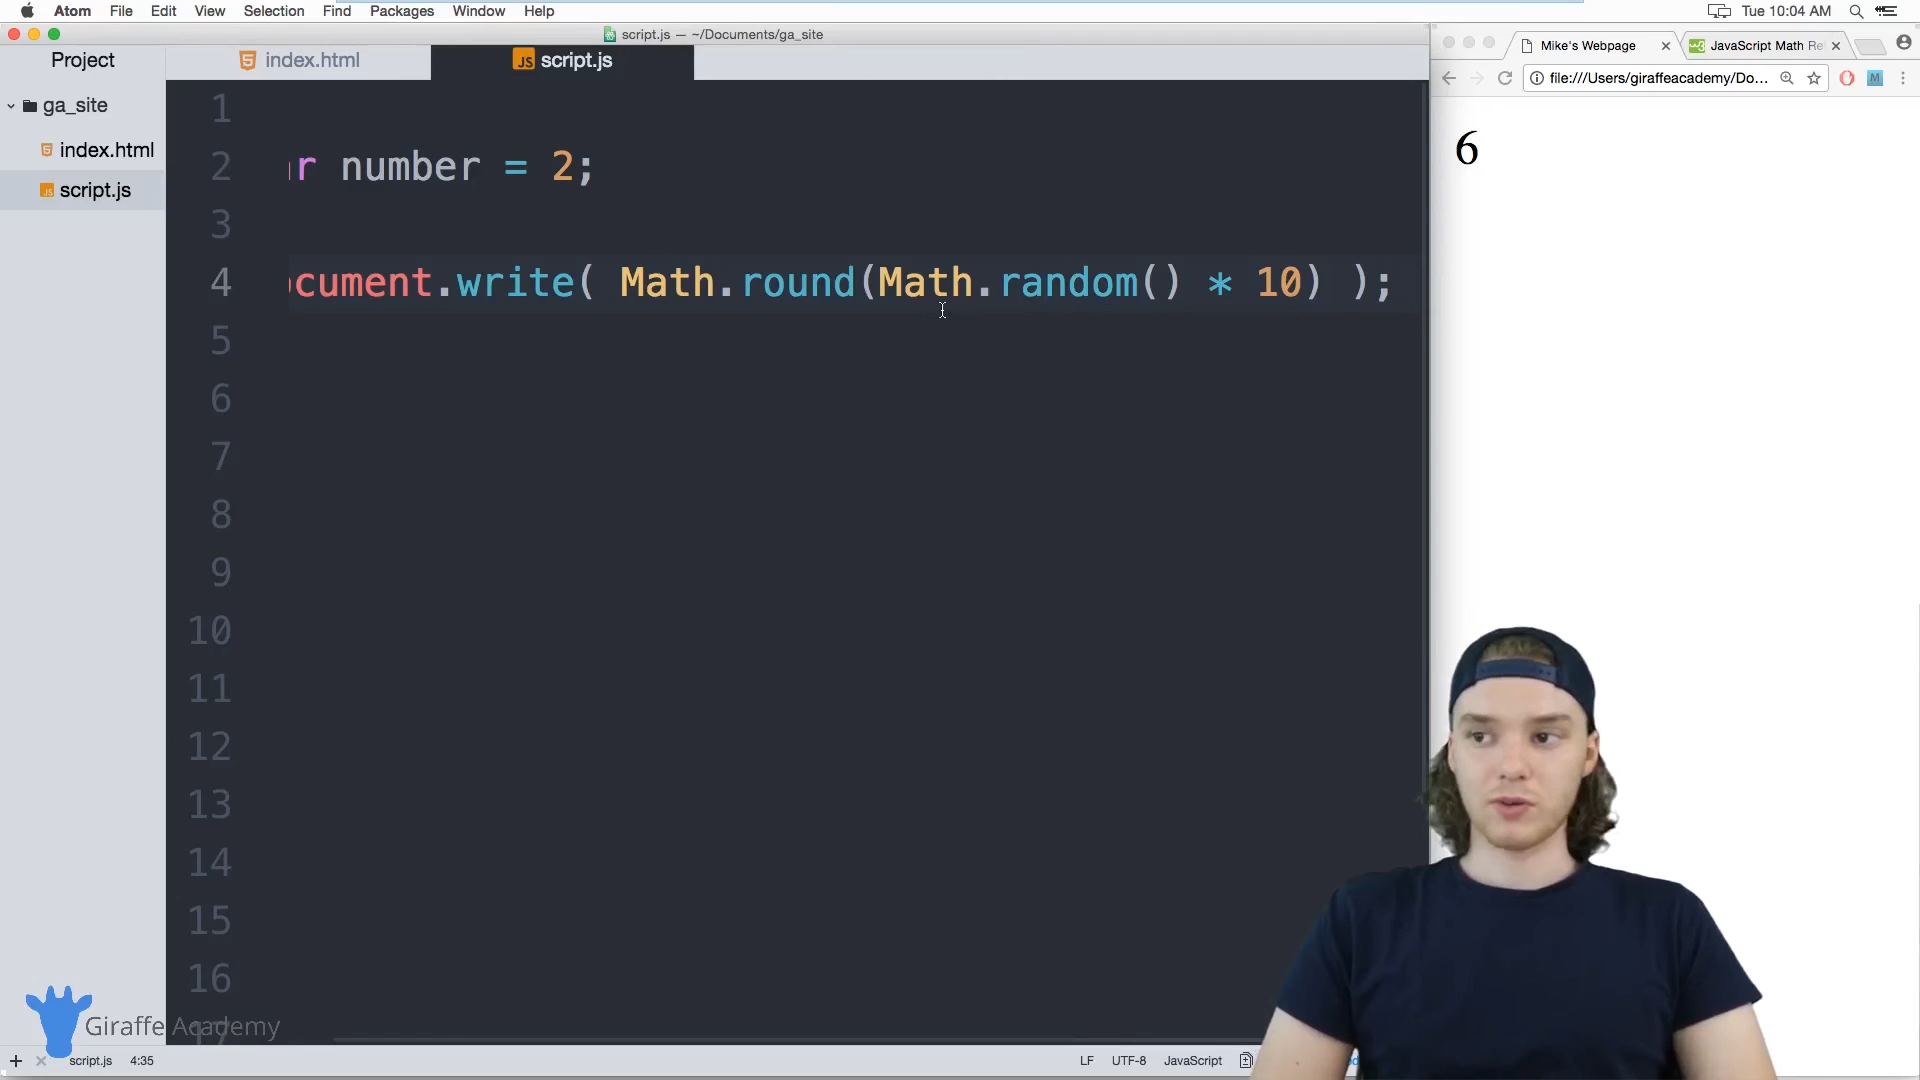 Atom File Edit View Selection Find Packages Window Help Tue 10:04 AM
script.js — ~/Documents/ga_site
Project index.html script.js
Mike's Webpage JavaScript Math Re
file:///Users/giraffeacademy/Do... M
ga_site
index.html
script.js
1
2 ar number = 2;
3
4 ocument.write( Math.round(Math.random() * 10) );
5
6
7
8
9
10
11
12
13
14
15
16
17
6
Giraffe Academy
script.js 4:35 LF UTF-8 JavaScript